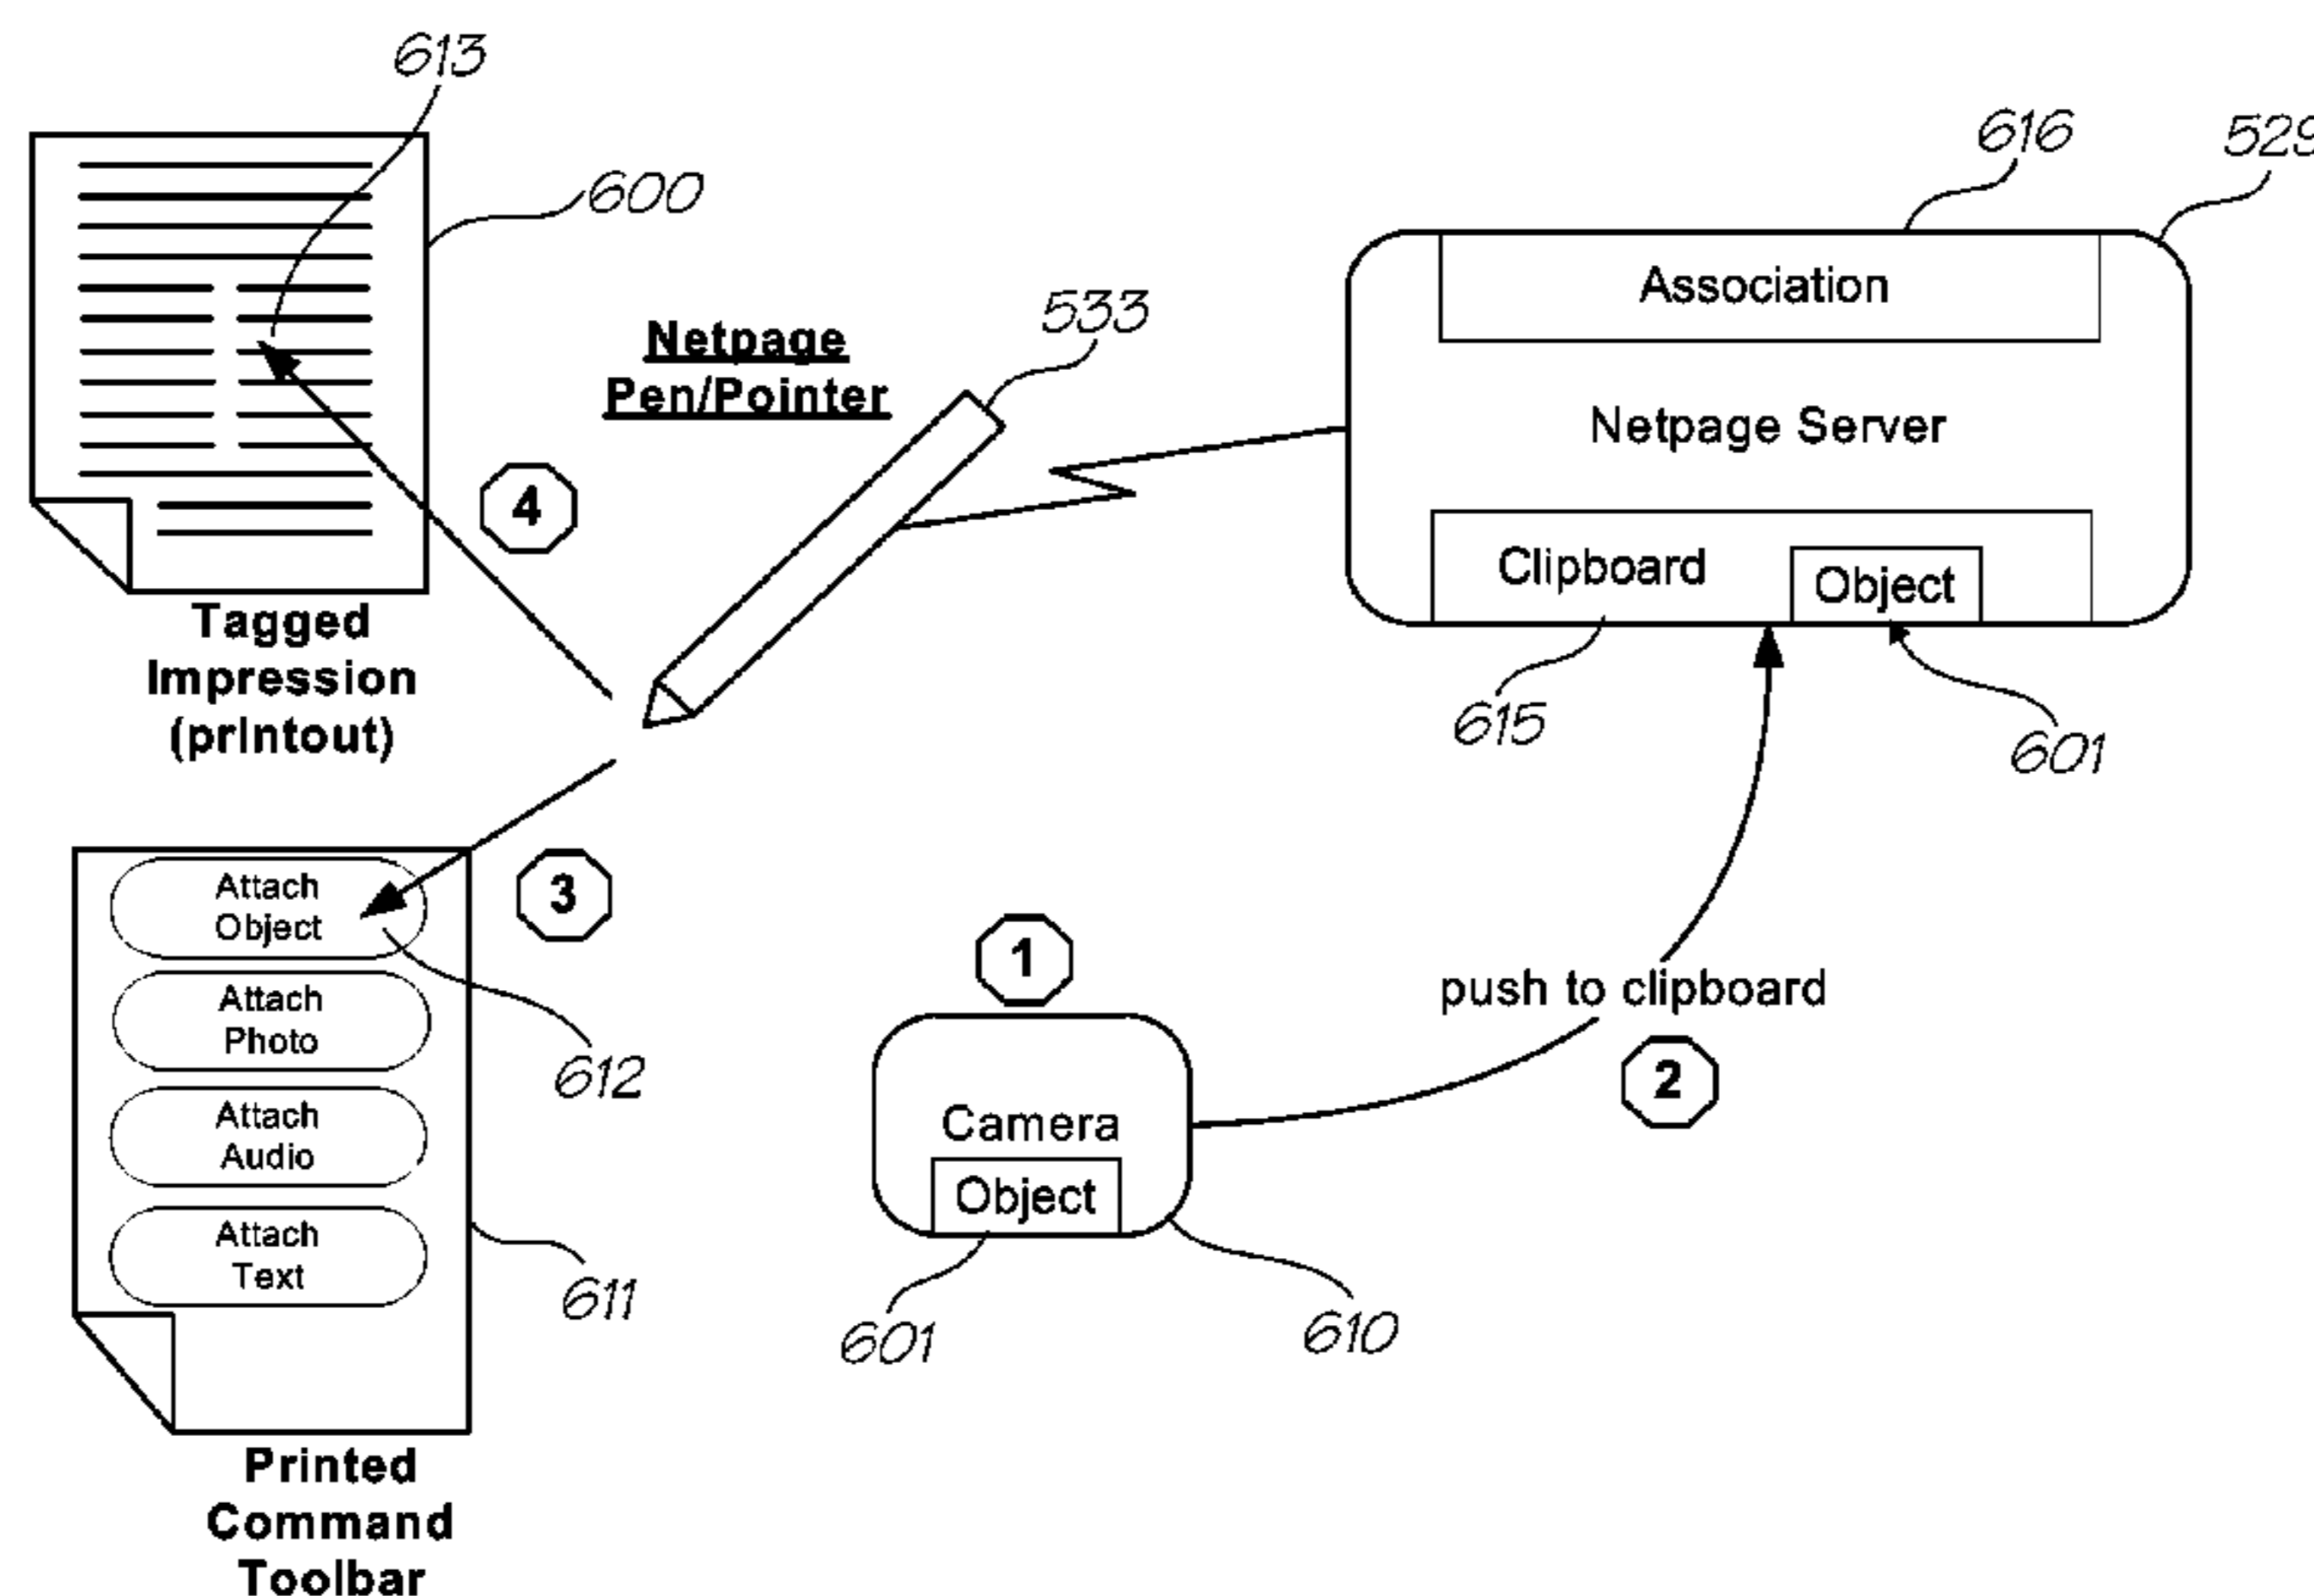 613
600
616
529
Association
Netpage
Pen/Pointer
533
Netpage Server
4
Clipboard
Object
Tagged
Impression
(printout)
615
601
3
Attach
Object
Attach
Photo
612
Attach
Audio
Attach
Text
611
1
push to clipboard
2
Camera
Object
601
610
Printed
Command
Toolbar